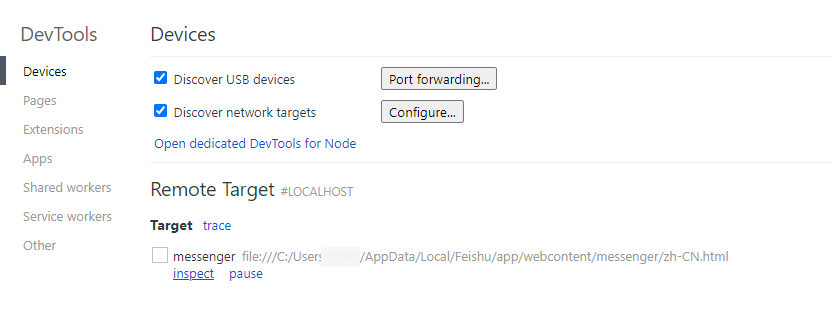 DevTools
Devices
Pages
Extensions
Apps
Shared workers
Service workers
Other
Devices
Discover USB devices Port forwarding...
Discover network targets Configure...
Open dedicated DevTools for Node
Remote Target #LOCALHOST
Target trace
messenger file:///C:/Users /AppData/Local/Feishu/app/webcontent/messenger/zh-CN.html
inspect pause